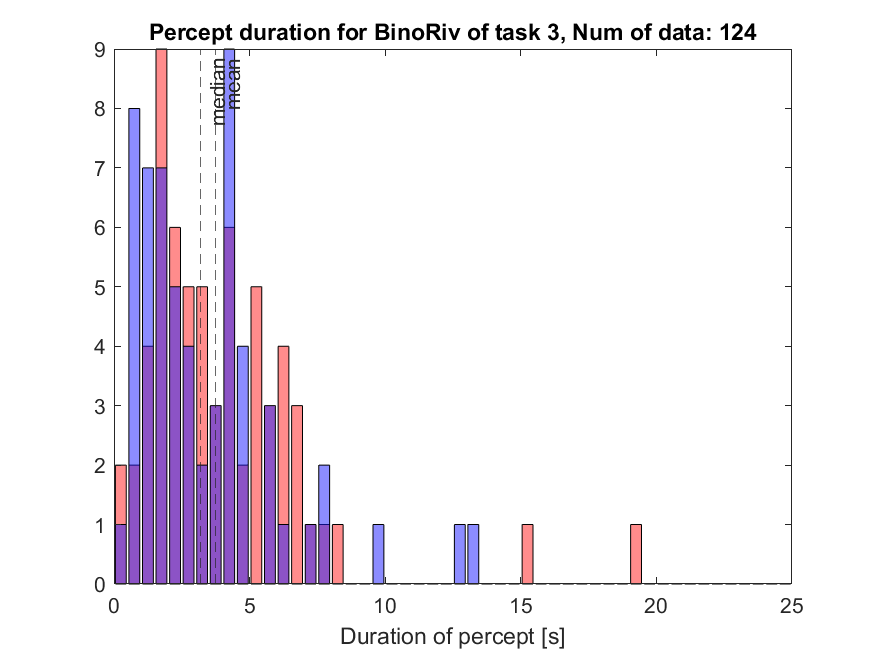 Percept duration for BinoRiv of task 3, Num of data: 124
9
8
7
6
5
4
3
2
1
0
median
mean
0 5 10 15 20 25
Duration of percept [s]